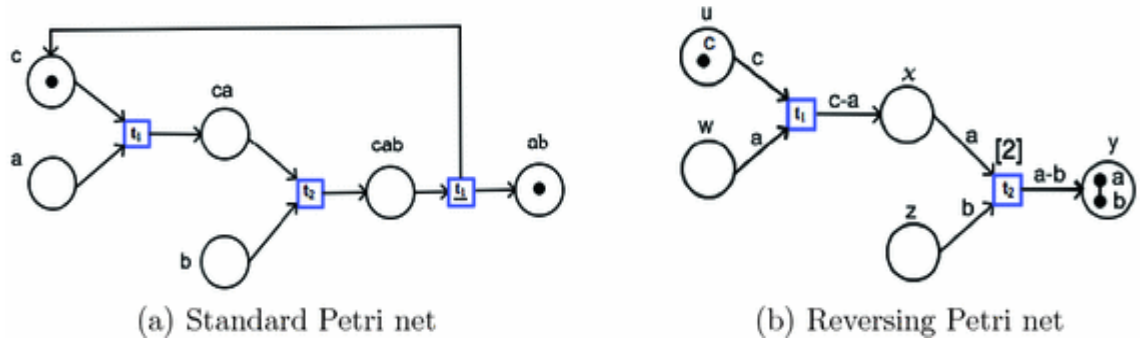 c
a
t₁
ca
t₂
b
cab
t₁
ab
(a) Standard Petri net
u
c
c
w
a
t₁
c-a
x
a
[2]
t₂
z
b
a-b
y
a
b
(b) Reversing Petri net